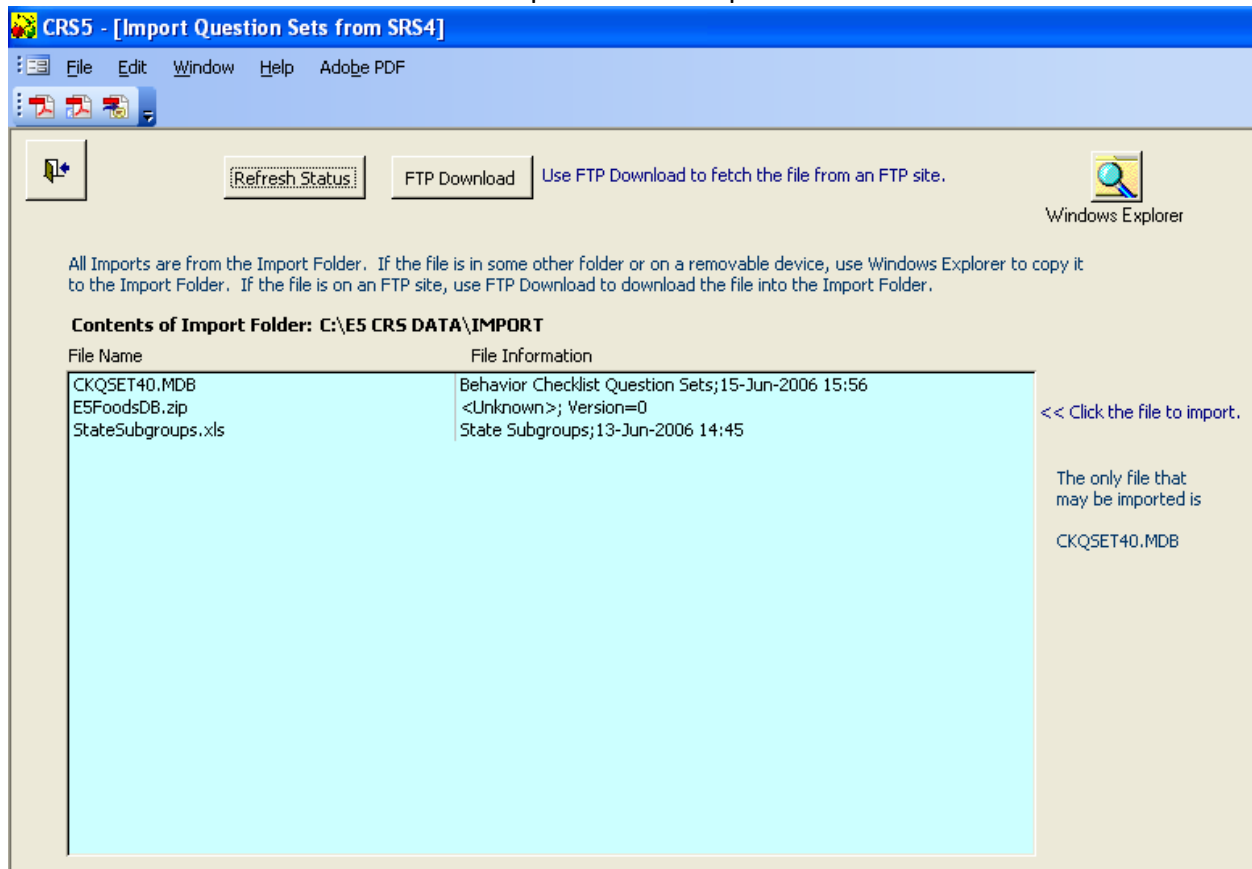 CRS5 - [Import Question Sets from SRS4]
File Edit Window Help Adobe PDF
Refresh Status FTP Download Use FTP Download to fetch the file from an FTP site.
Windows Explorer
All Imports are from the Import Folder. If the file is in some other folder or on a removable device, use Windows Explorer to copy it
to the Import Folder. If the file is on an FTP site, use FTP Download to download the file into the Import Folder.
Contents of Import Folder: C:\E5 CRS DATA\IMPORT
File Name File Information
CKQSET40.MDB Behavior Checklist Question Sets;15-Jun-2006 15:56
E5FoodsDB.zip <Unknown>; Version=0
StateSubgroups.xls State Subgroups;13-Jun-2006 14:45
<< Click the file to import.
The only file that
may be imported is
CKQSET40.MDB